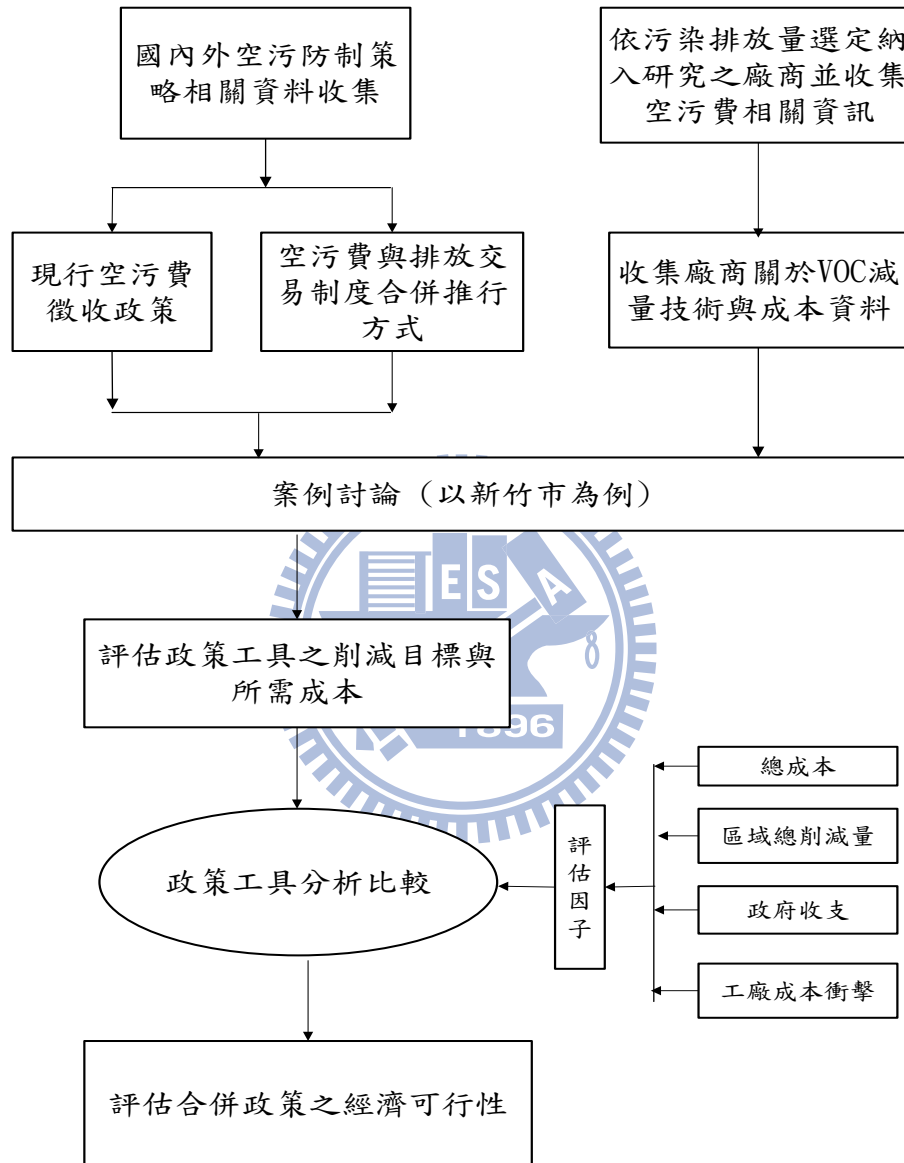 國內外空污防制策
略相關資料收集
依污染排放量選定納
入研究之廠商並收集
空污費相關資訊
現行空污費
徵收政策
空污費與排放交
易制度合併推行
方式
收集廠商關於VOC減
量技術與成本資料
案例討論（以新竹市為例）
E S A
評估政策工具之削減目標與
所需成本
1896
總成本
區域總削減量
政府收支
工廠成本衝擊
評估因子
政策工具分析比較
評估合併政策之經濟可行性